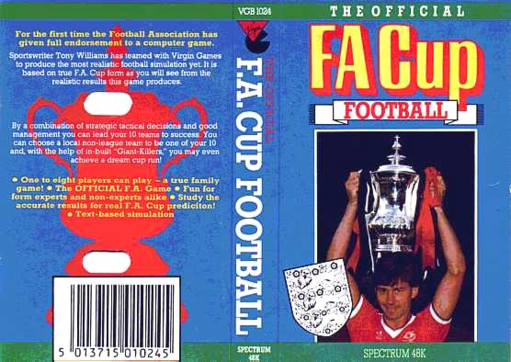 For the first time the Football Association has
given full endorsement to a computer game.
Sportswriter Tony Williams has teamed with Virgin Games
to produce the most realistic football simulation yet. It is
based on true F.A. Cup form as you will see from the
realistic results this game produces.
By a combination of strategic tactical decisions and good
management you can lead your 10 teams to success. You
can choose a local non-league team to be one of your 10
and, with the help of in-built "Giant-Killers," you may even
achieve a dream cup run!
• One to eight players can play – a true family
game! • The OFFICIAL F.A. Game • Fun for
form experts and non-experts alike • Study the
accurate results for real F.A. Cup prediciton!
• Text-based simulation
5 013715 010245
VGB 1024
Virgin
THE OFFICIAL
F.A. CUP FOOTBALL
SPECTRUM
48K
THE OFFICIAL
FA Cup
FOOTBALL
SPECTRUM 48K